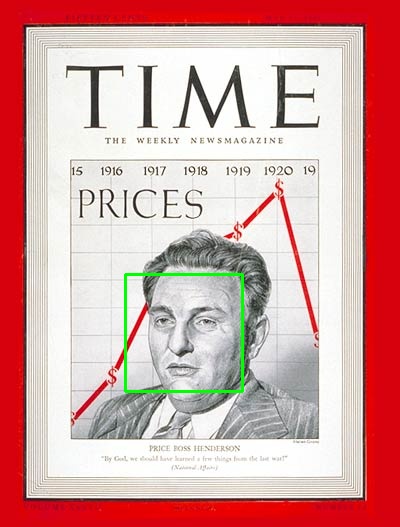 TIME
THE WEEKLY NEWSMAGAZINE
15 1916 1917 1918 1919 1920 19
PRICES
$
$
$
$
$
PRICE BOSS HENDERSON
"By God, we should have learned a few things from the last war!"
(National Affairs)